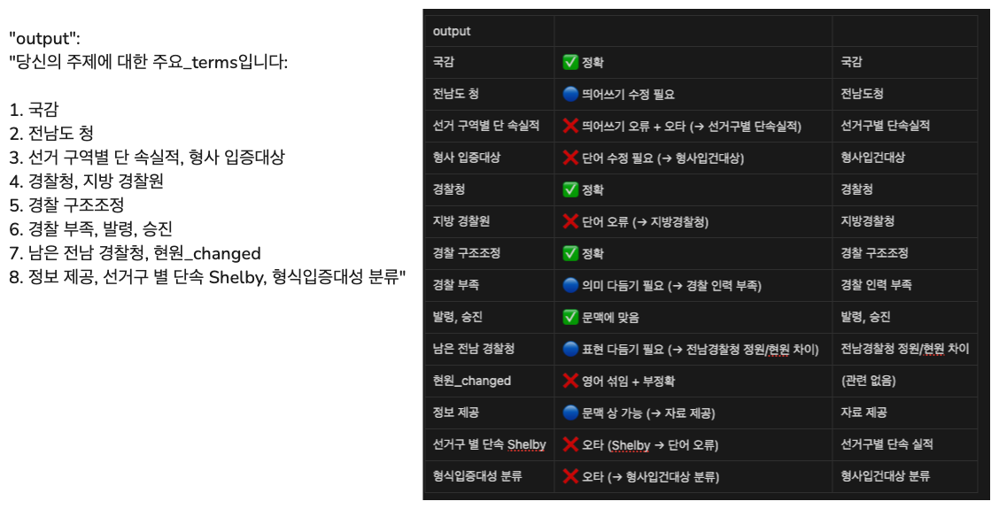 "output":
"당신의 주제에 대한 주요_terms입니다:
1. 국감
2. 전남도 청
3. 선거 구역별 단 속실적, 형사 입증대상
4. 경찰청, 지방 경찰원
5. 경찰 구조조정
6. 경찰 부족, 발령, 승진
7. 남은 전남 경찰청, 현원_changed
8. 정보 제공, 선거구 별 단속 Shelby, 형식입증대성 분류"
output
국감 ✅ 정확 국감
전남도 청 🔵 띄어쓰기 수정 필요 전남도청
선거 구역별 단 속실적 ❌ 띄어쓰기 오류 + 오타 (→ 선거구별 단속실적) 선거구별 단속실적
형사 입증대상 ❌ 단어 수정 필요 (→ 형사입건대상) 형사입건대상
경찰청 ✅ 정확 경찰청
지방 경찰원 ❌ 단어 오류 (→ 지방경찰청) 지방경찰청
경찰 구조조정 ✅ 정확 경찰 구조조정
경찰 부족 🔵 의미 다듬기 필요 (→ 경찰 인력 부족) 경찰 인력 부족
발령, 승진 ✅ 문맥에 맞음 발령, 승진
남은 전남 경찰청 🔵 표현 다듬기 필요 (→ 전남경찰청 정원/현원 차이) 전남경찰청 정원/현원 차이
현원_changed ❌ 영어 섞임 + 부정확 (관련 없음)
정보 제공 🔵 문맥 상 가능 (→ 자료 제공) 자료 제공
선거구 별 단속 Shelby ❌ 오타 (Shelby → 단어 오류) 선거구별 단속 실적
형식입증대성 분류 ❌ 오타 (→ 형사입건대상 분류) 형사입건대상 분류